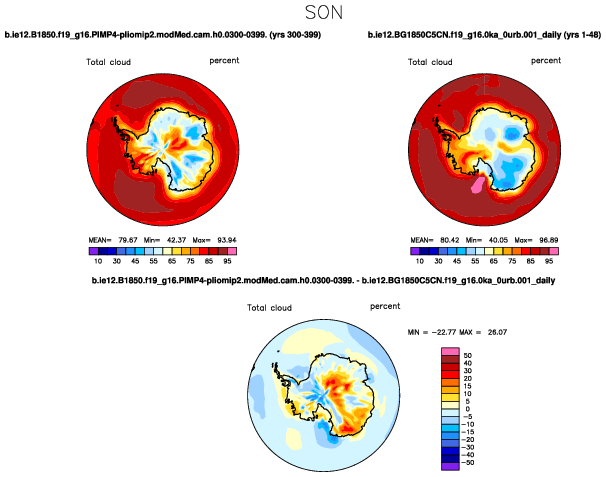 SON
b.ie12.B1850.f19_g16.PIMP4-pliomip2.modMed.cam.h0.0300-0399. (yrs 300-399)
b.ie12.BG1850C5CN.f19_g16.0ka_0urb.001_daily (yrs 1-48)
Total cloud percent
Total cloud percent
MEAN= 79.67 Min= 42.37 Max= 93.94
MEAN= 80.42 Min= 40.05 Max= 96.89
10 30 45 55 65 75 85 95
10 30 45 55 65 75 85 95
b.ie12.B1850.f19_g16.PIMP4-pliomip2.modMed.cam.h0.0300-0399. - b.ie12.BG1850C5CN.f19_g16.0ka_0urb.001_daily
Total cloud percent
MIN = -22.77 MAX = 26.07
50
40
30
20
15
10
5
0
-5
-10
-15
-20
-30
-40
-50